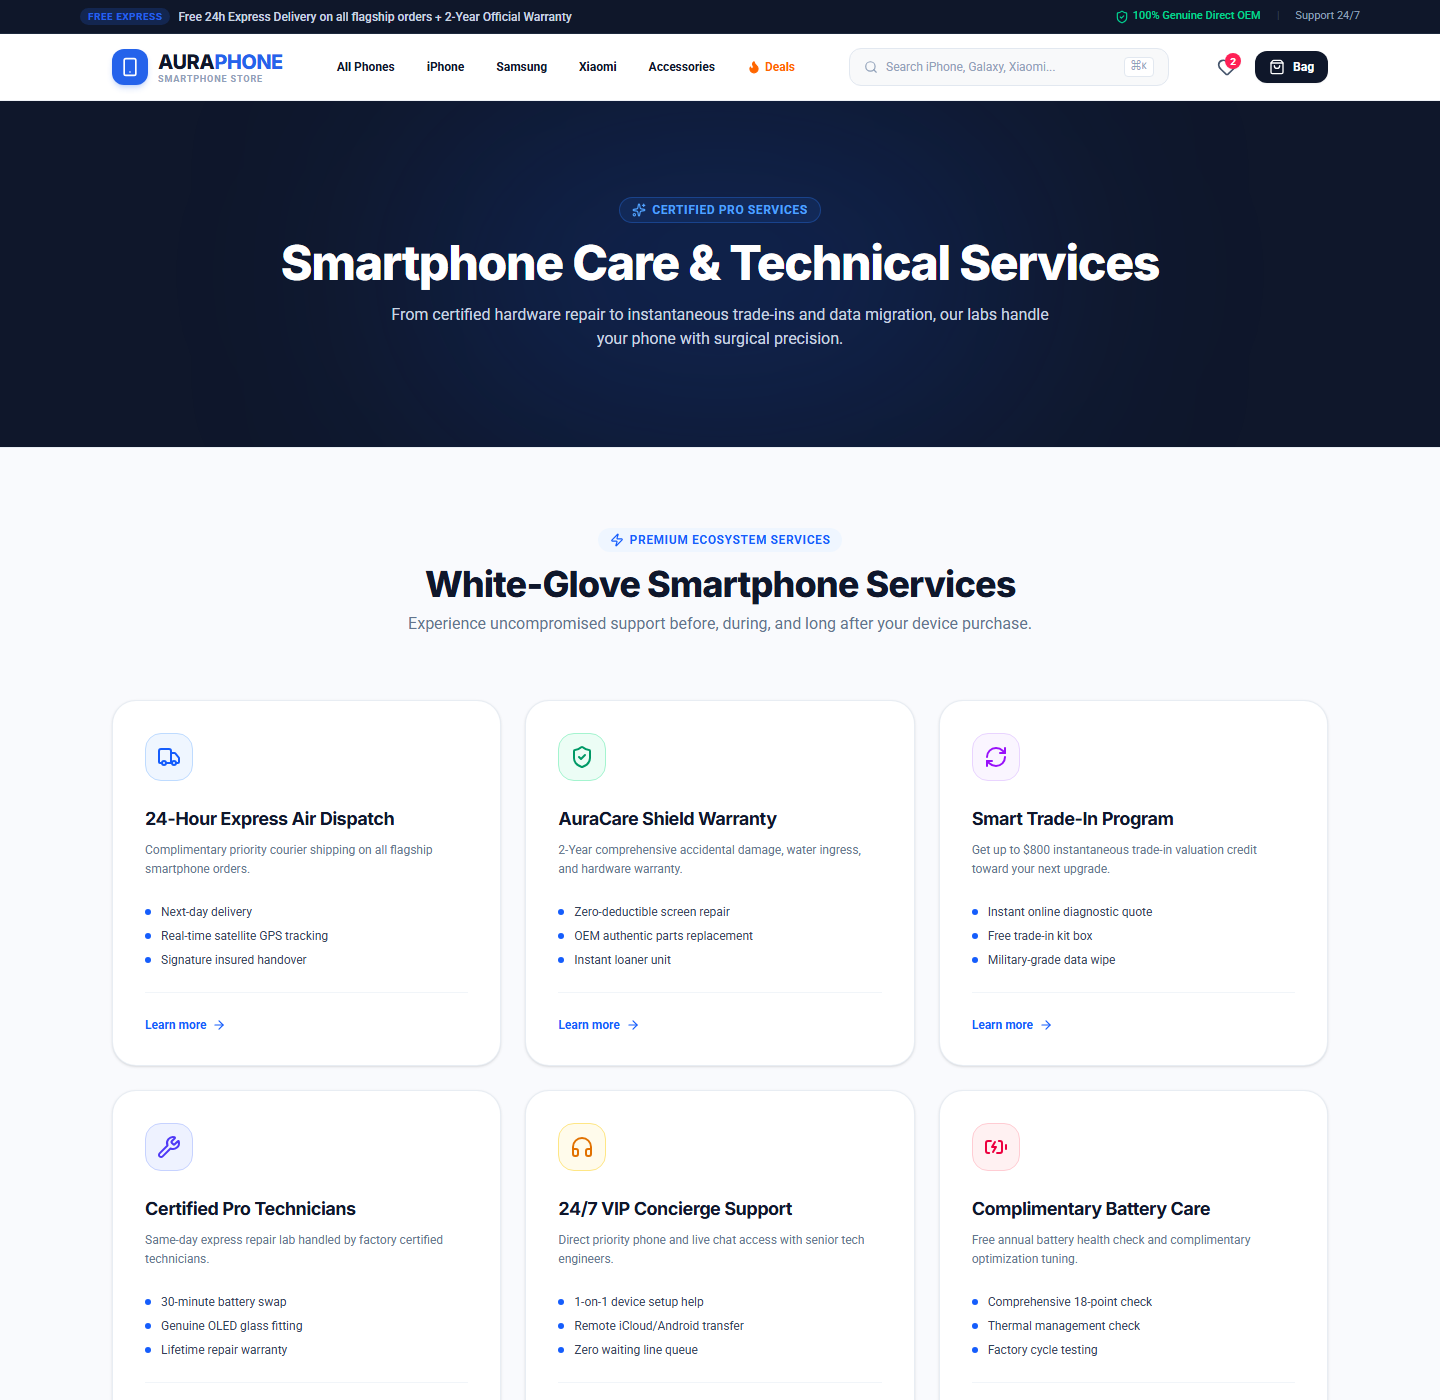 FREE EXPRESS Free 24h Express Delivery on all flagship orders + 2-Year Official Warranty 100% Genuine Direct OEM Support 24/7
AURAPHONE
SMARTPHONE STORE
All Phones iPhone Samsung Xiaomi Accessories Deals Search iPhone, Galaxy, Xiaomi... ⌘K 2 Bag
CERTIFIED PRO SERVICES
Smartphone Care & Technical Services
From certified hardware repair to instantaneous trade-ins and data migration, our labs handle
your phone with surgical precision.
PREMIUM ECOSYSTEM SERVICES
White-Glove Smartphone Services
Experience uncompromised support before, during, and long after your device purchase.
24-Hour Express Air Dispatch
Complimentary priority courier shipping on all flagship
smartphone orders.
Next-day delivery
Real-time satellite GPS tracking
Signature insured handover
Learn more
AuraCare Shield Warranty
2-Year comprehensive accidental damage, water ingress,
and hardware warranty.
Zero-deductible screen repair
OEM authentic parts replacement
Instant loaner unit
Learn more
Smart Trade-In Program
Get up to $800 instantaneous trade-in valuation credit
toward your next upgrade.
Instant online diagnostic quote
Free trade-in kit box
Military-grade data wipe
Learn more
Certified Pro Technicians
Same-day express repair lab handled by factory certified
technicians.
30-minute battery swap
Genuine OLED glass fitting
Lifetime repair warranty
24/7 VIP Concierge Support
Direct priority phone and live chat access with senior tech
engineers.
1-on-1 device setup help
Remote iCloud/Android transfer
Zero waiting line queue
Complimentary Battery Care
Free annual battery health check and complimentary
optimization tuning.
Comprehensive 18-point check
Thermal management check
Factory cycle testing